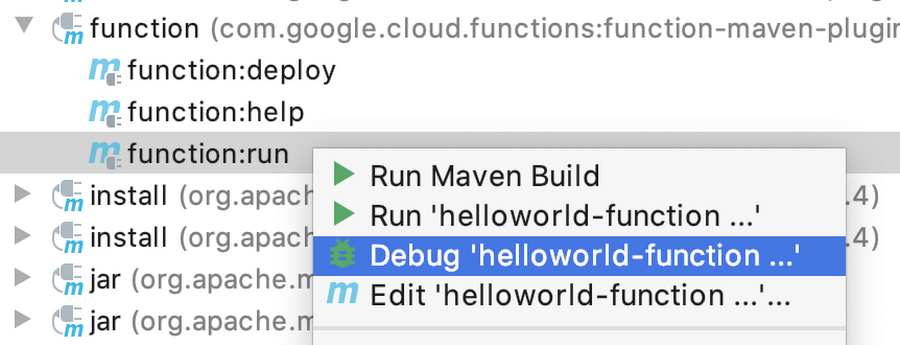 function (com.google.cloud.functions:function-maven-plugin
function:deploy
function:help
function:run
Run Maven Build
install (org.apach .4)
Run 'helloworld-function ...'
install (org.apach .4)
Debug 'helloworld-function ...'
jar (org.apache.m
Edit 'helloworld-function ...'...
jar (org.apache.m